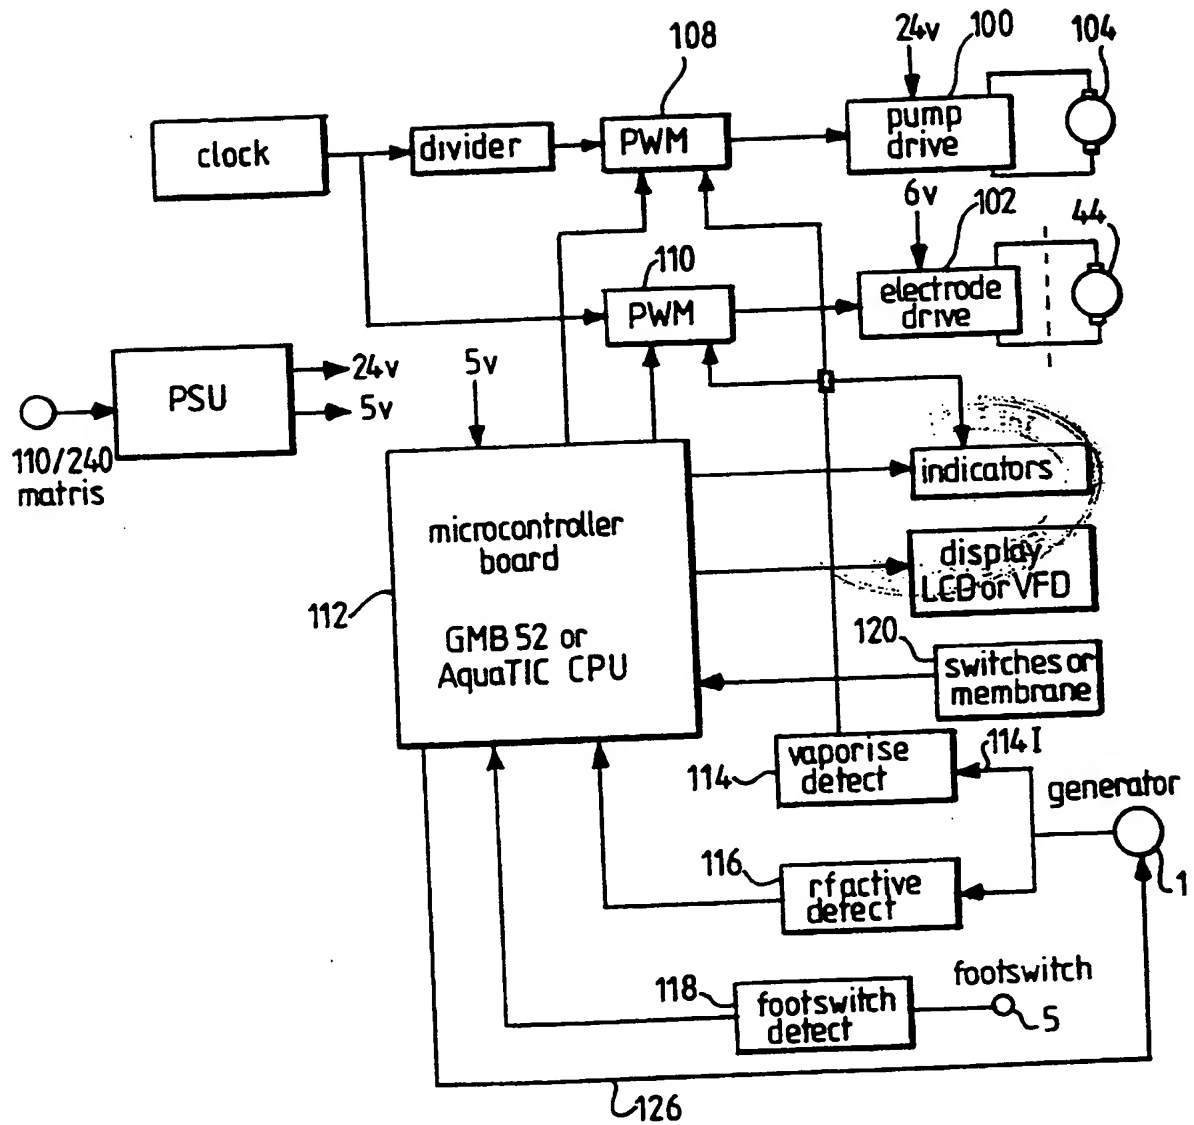 108
24v
100
104
clock
divider
PWM
pump
drive
6v
102
44
110
PWM
electrode
drive
PSU
24v
5v
5v
110/240
matris
indicators
microcontroller
board
display
LCD or VFD
112
GMB 52 or
AquaTIC CPU
120
switches or
membrane
114
vaporise
detect
114 I
generator
116
rf active
detect
1
118
footswitch
detect
footswitch
5
126